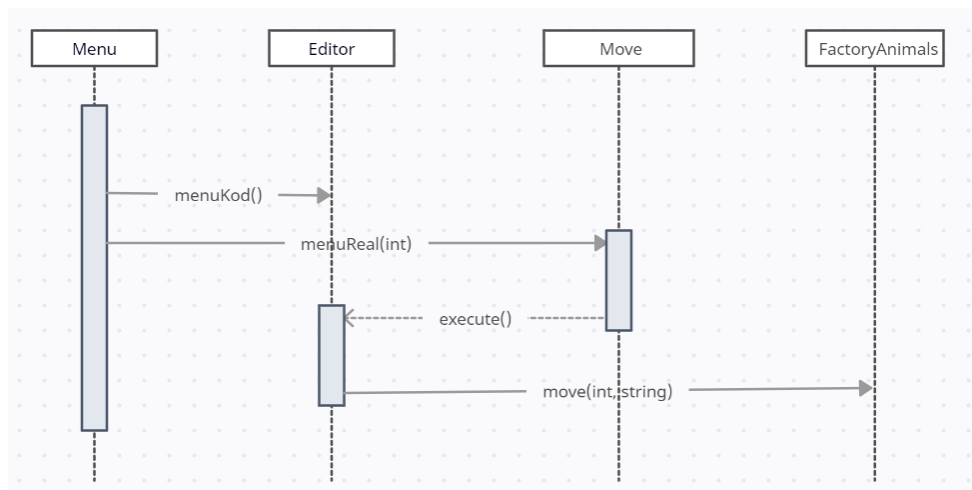 Menu
Editor
Move
FactoryAnimals
menuKod()
menuReal(int)
execute()
move(int,string)